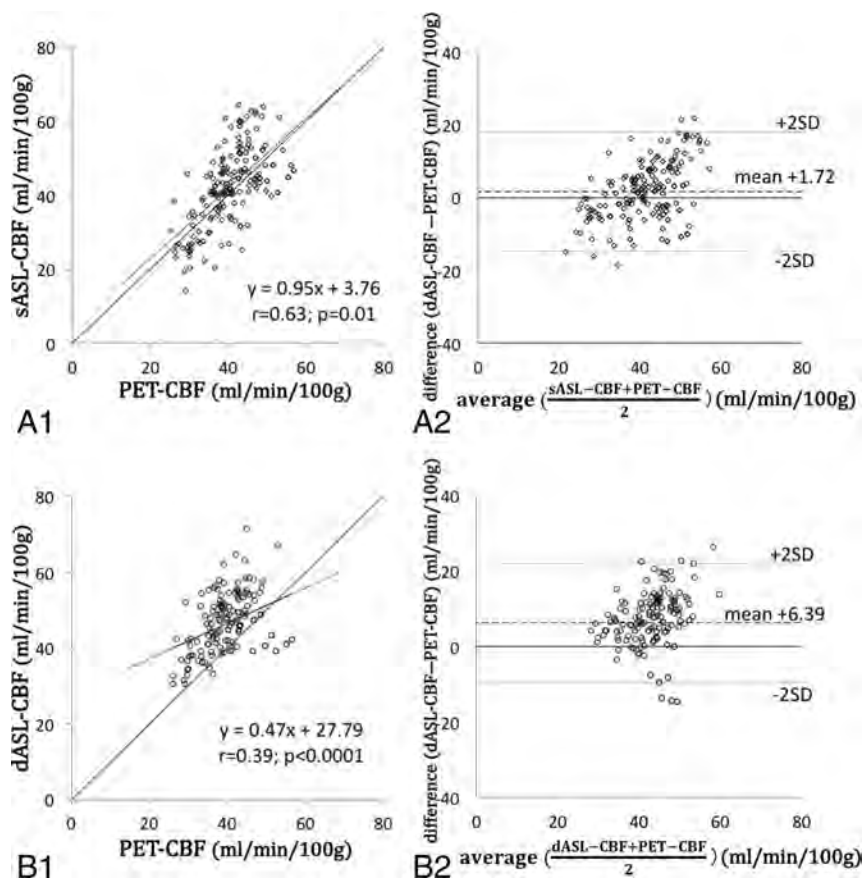 80
60
40
20
0
0
20
40
60
80
sASL-CBF (ml/min/100g)
y = 0.95x + 3.76
r=0.63; p=0.01
PET-CBF (ml/min/100g)
A1
40
20
0
-20
-40
0
20
40
60
80
difference (dASL-CBF −PET-CBF) (ml/min/100g)
+2SD
mean +1.72
-2SD
average (sASL−CBF+PET−CBF/2) (ml/min/100g)
A2
80
60
40
20
0
0
20
40
60
80
dASL-CBF (ml/min/100g)
y = 0.47x + 27.79
r=0.39; p<0.0001
PET-CBF (ml/min/100g)
B1
40
20
0
-20
-40
0
20
40
60
80
difference (dASL-CBF−PET-CBF) (ml/min/100g)
+2SD
mean +6.39
-2SD
average (dASL−CBF+PET−CBF/2) (ml/min/100g)
B2